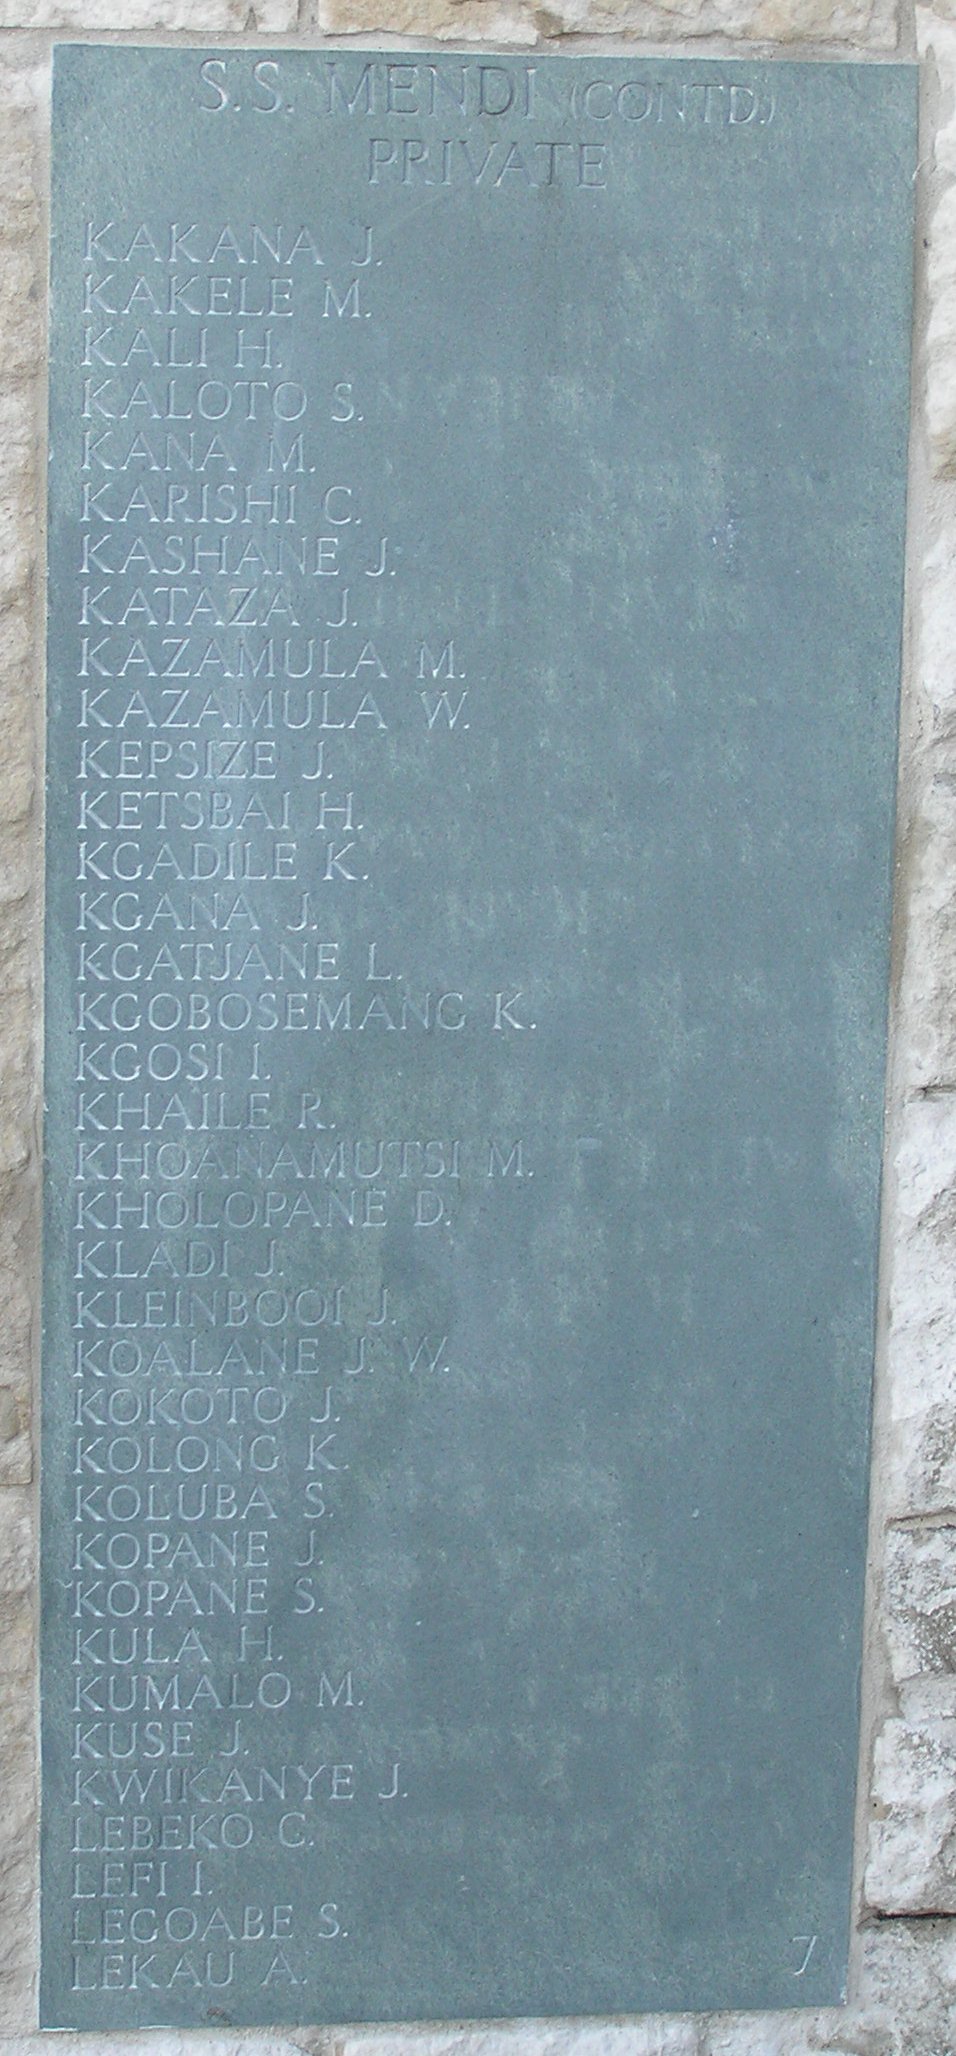 S.S. MENDI (CONTD.)
PRIVATE
KAKANA J.
KAKELE M.
KALI H.
KALOTO S.
KANA M.
KARISHI C.
KASHANE J.
KATAZA J.
KAZAMULA M.
KAZAMULA W.
KEPSIZE J.
KETSBAI H.
KGADILE K.
KGANA J.
KGATJANE L.
KGOBOSEMANG K.
KGOSI I.
KHAILE R.
KHOANAMUTSI M.
KHOLOPANE D.
KLADI J.
KLEINBOOI J.
KOALANE J. W.
KOKOTO J.
KOLONG K.
KOLUBA S.
KOPANE J.
KOPANE S.
KULA H.
KUMALO M.
KUSE J.
KWIKANYE J.
LEBEKO C.
LEFI I.
LEGOABE S.
LEKAU A.
7